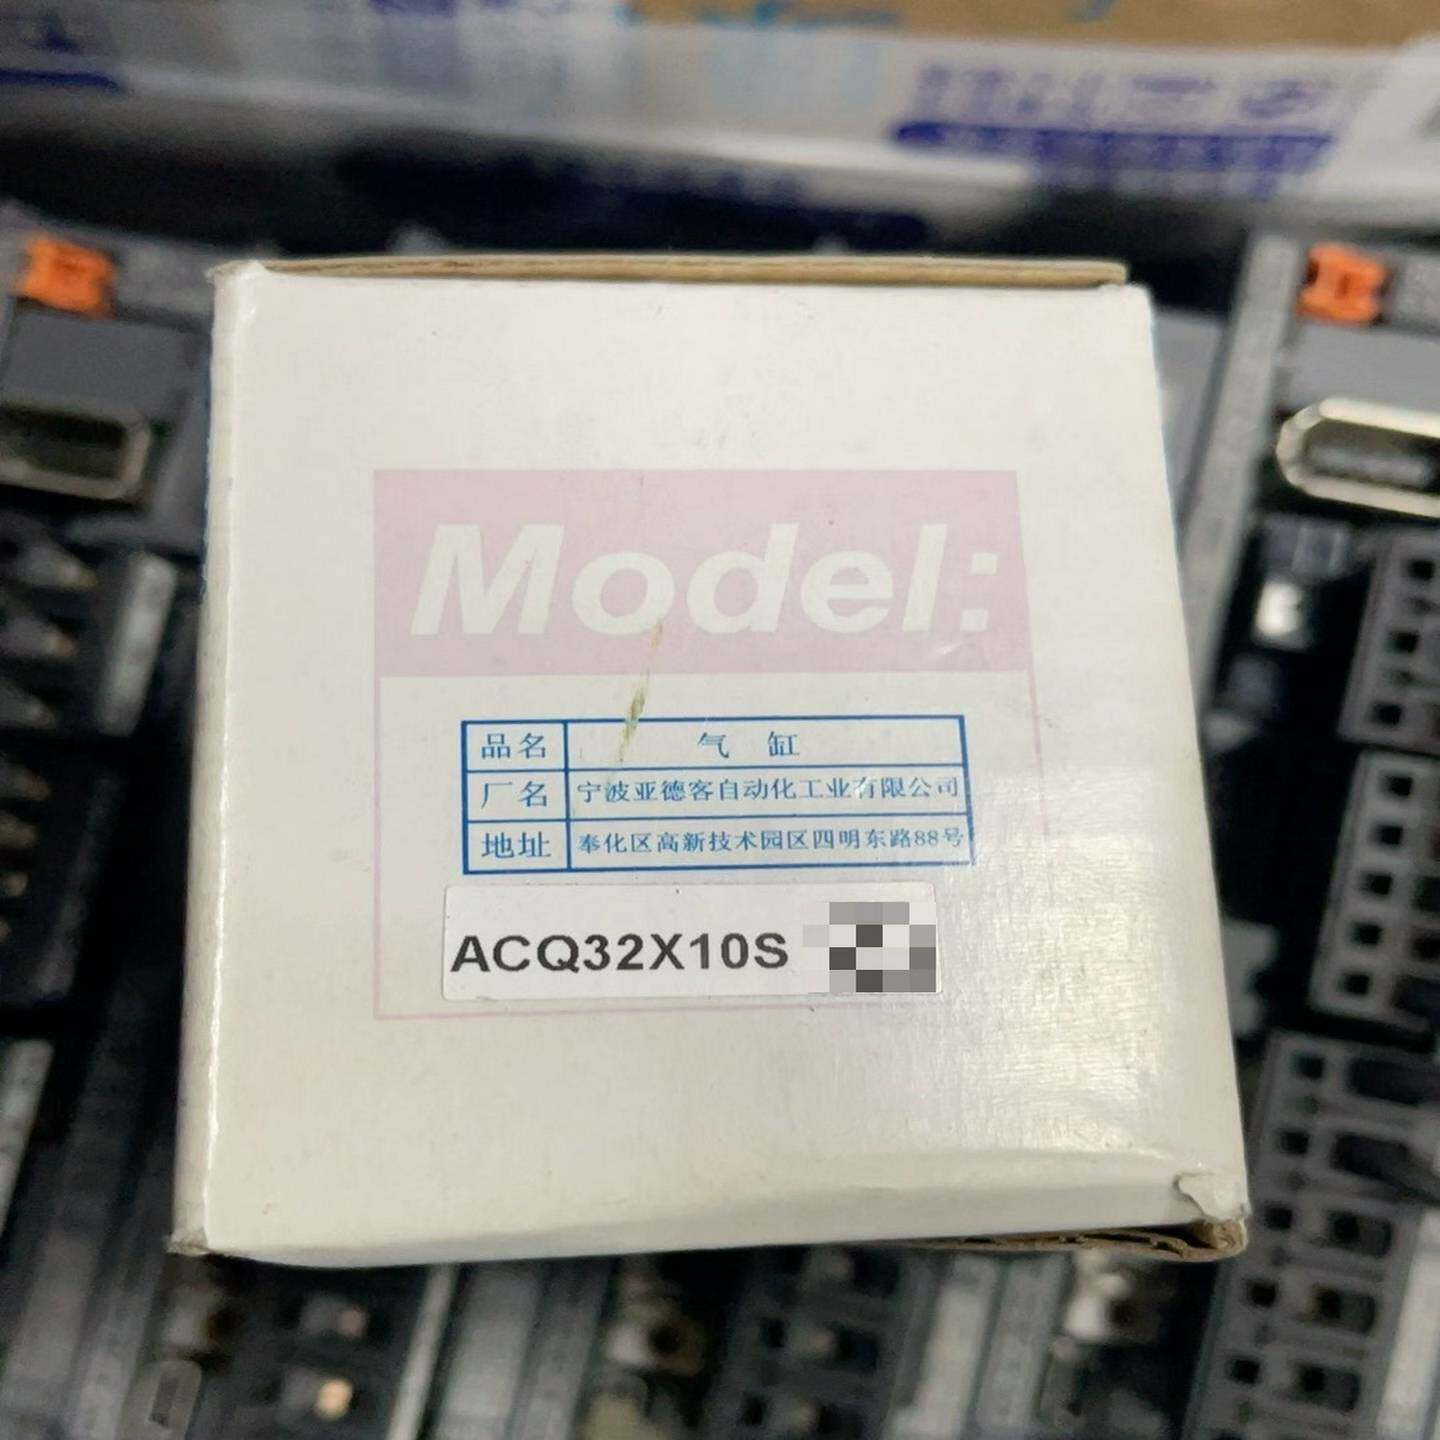 Model:
品名 气 缸
厂名 宁波亚德客自动化工业有限公司
地址 奉化区高新技术园区四明东路88号
ACQ32X10S